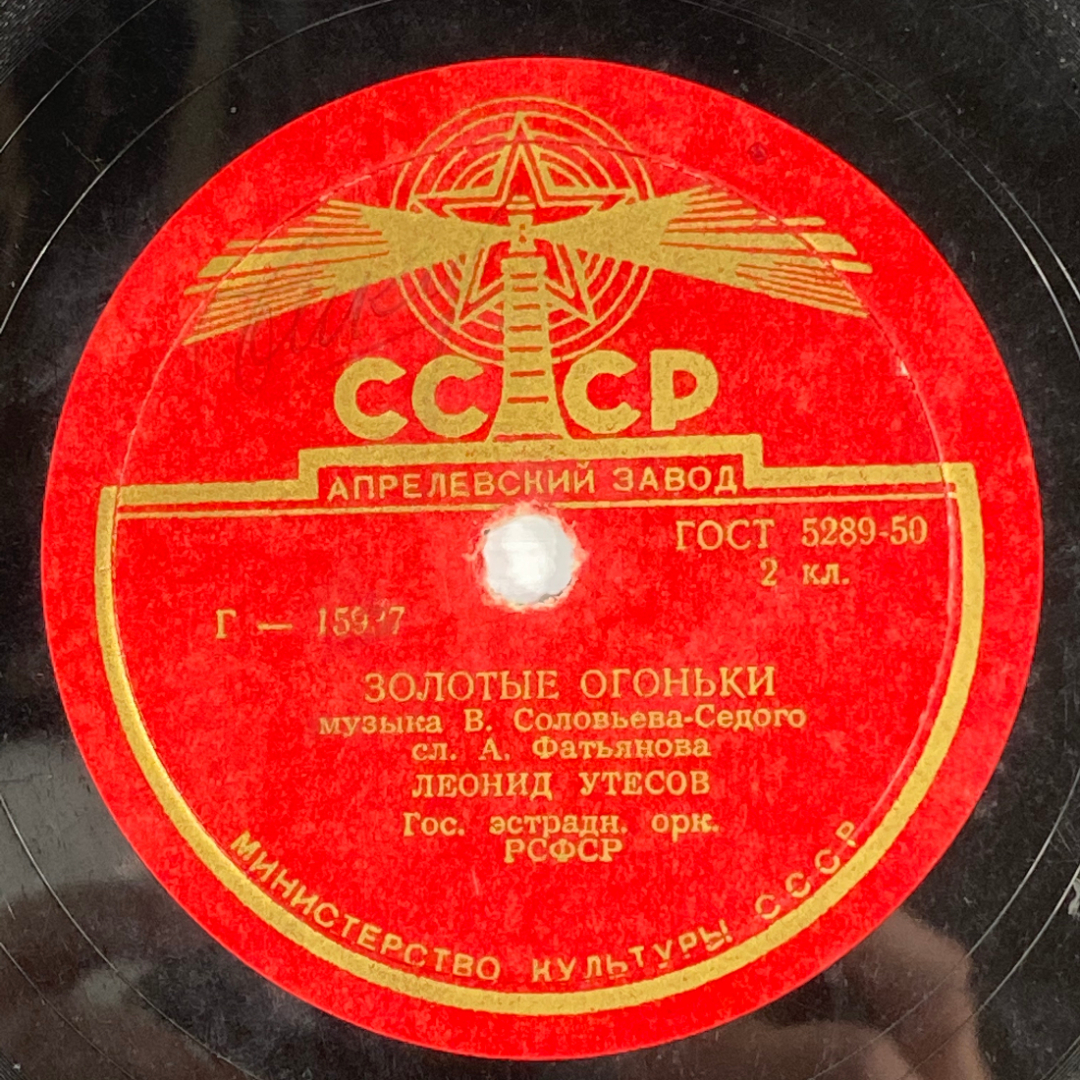 СССР
АПРЕЛЕВСКИЙ ЗАВОД
ГОСТ 5289-50
2 кл.
Г —
ЗОЛОТЫЕ ОГОНЬКИ
музыка В. Соловьева-Седого
сл. А. Фатьянова
ЛЕОНИД УТЕСОВ
Гос. эстрадн. орк.
РСФСР
МИНИСТЕРСТВО КУЛЬТУРЫ СССР